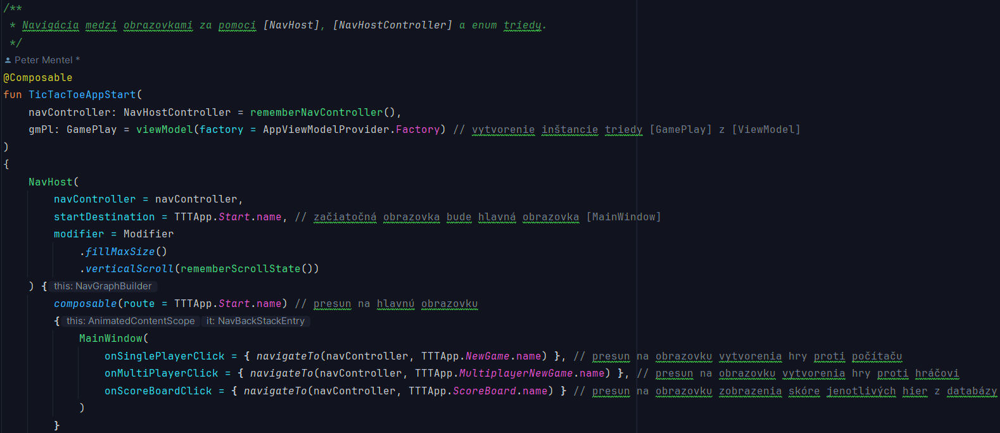 /**
 * Navigácia medzi obrazovkami za pomoci [NavHost], [NavHostController] a enum triedy.
 */
Peter Mentel *
@Composable
fun TicTacToeAppStart(
    navController: NavHostController = rememberNavController(),
    gmPl: GamePlay = viewModel(factory = AppViewModelProvider.Factory) // vytvorenie inštancie triedy [GamePlay] z [ViewModel]
)
{
    NavHost(
        navController = navController,
        startDestination = TTTApp.Start.name, // začiatočná obrazovka bude hlavná obrazovka [MainWindow]
        modifier = Modifier
            .fillMaxSize()
            .verticalScroll(rememberScrollState())
    ) { this: NavGraphBuilder
        composable(route = TTTApp.Start.name) // presun na hlavnú obrazovku
        { this: AnimatedContentScope it: NavBackStackEntry
            MainWindow(
                onSinglePlayerClick = { navigateTo(navController, TTTApp.NewGame.name) }, // presun na obrazovku vytvorenia hry proti počítaču
                onMultiPlayerClick = { navigateTo(navController, TTTApp.MultiplayerNewGame.name) }, // presun na obrazovku vytvorenia hry proti hráčovi
                onScoreBoardClick = { navigateTo(navController, TTTApp.ScoreBoard.name) } // presun na obrazovku zobrazenia skóre jenotlivých hier z databázy
            )
        }